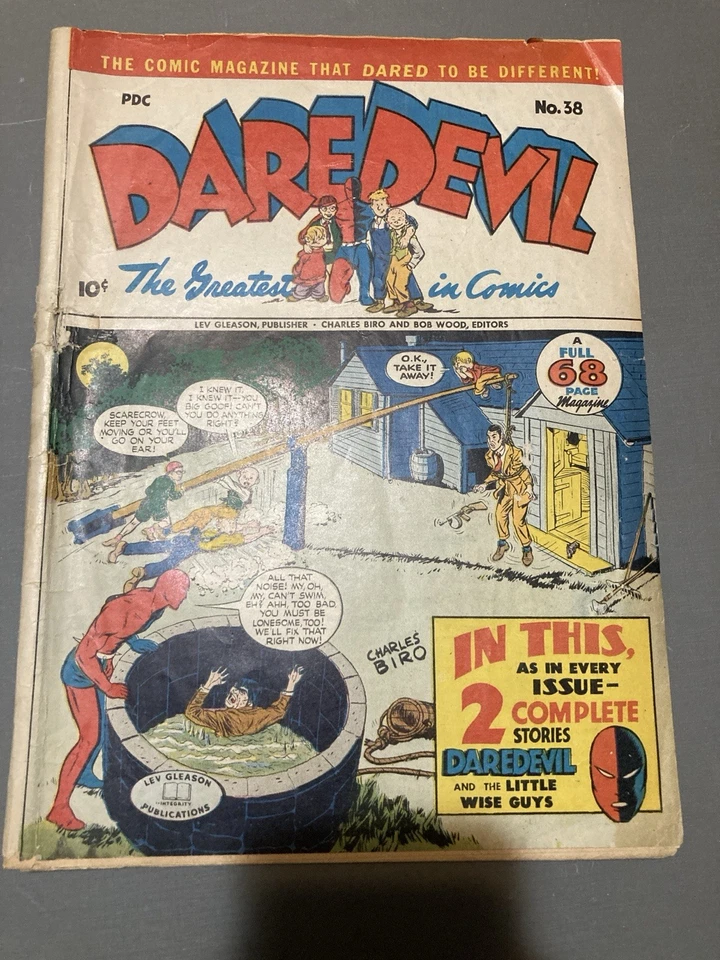 THE COMIC MAGAZINE THAT DARED TO BE DIFFERENT!
PDC
No. 38
DAREDEVIL
10¢
The Greatest in Comics
LEV GLEASON, PUBLISHER • CHARLES BIRO AND BOB WOOD, EDITORS
A
FULL
68
PAGE
Magazine
O.K.,
TAKE IT
AWAY!
I KNEW IT,
I KNEW IT—YOU
BIG GOOF! CAN'T
YOU DO ANYTHING
RIGHT?
SCARECROW,
KEEP YOUR FEET
MOVING OR YOU'LL
GO ON YOUR
EAR!
ALL THAT
NOISE! MY, OH,
MY, CAN'T SWIM,
EH? AHH, TOO BAD,
YOU MUST BE
LONESOME, TOO!
WE'LL FIX THAT
RIGHT NOW!
CHARLES
BIRO
IN THIS,
AS IN EVERY
ISSUE—
2 COMPLETE
STORIES
DAREDEVIL
AND THE LITTLE
WISE GUYS
LEV GLEASON
INTEGRITY
PUBLICATIONS